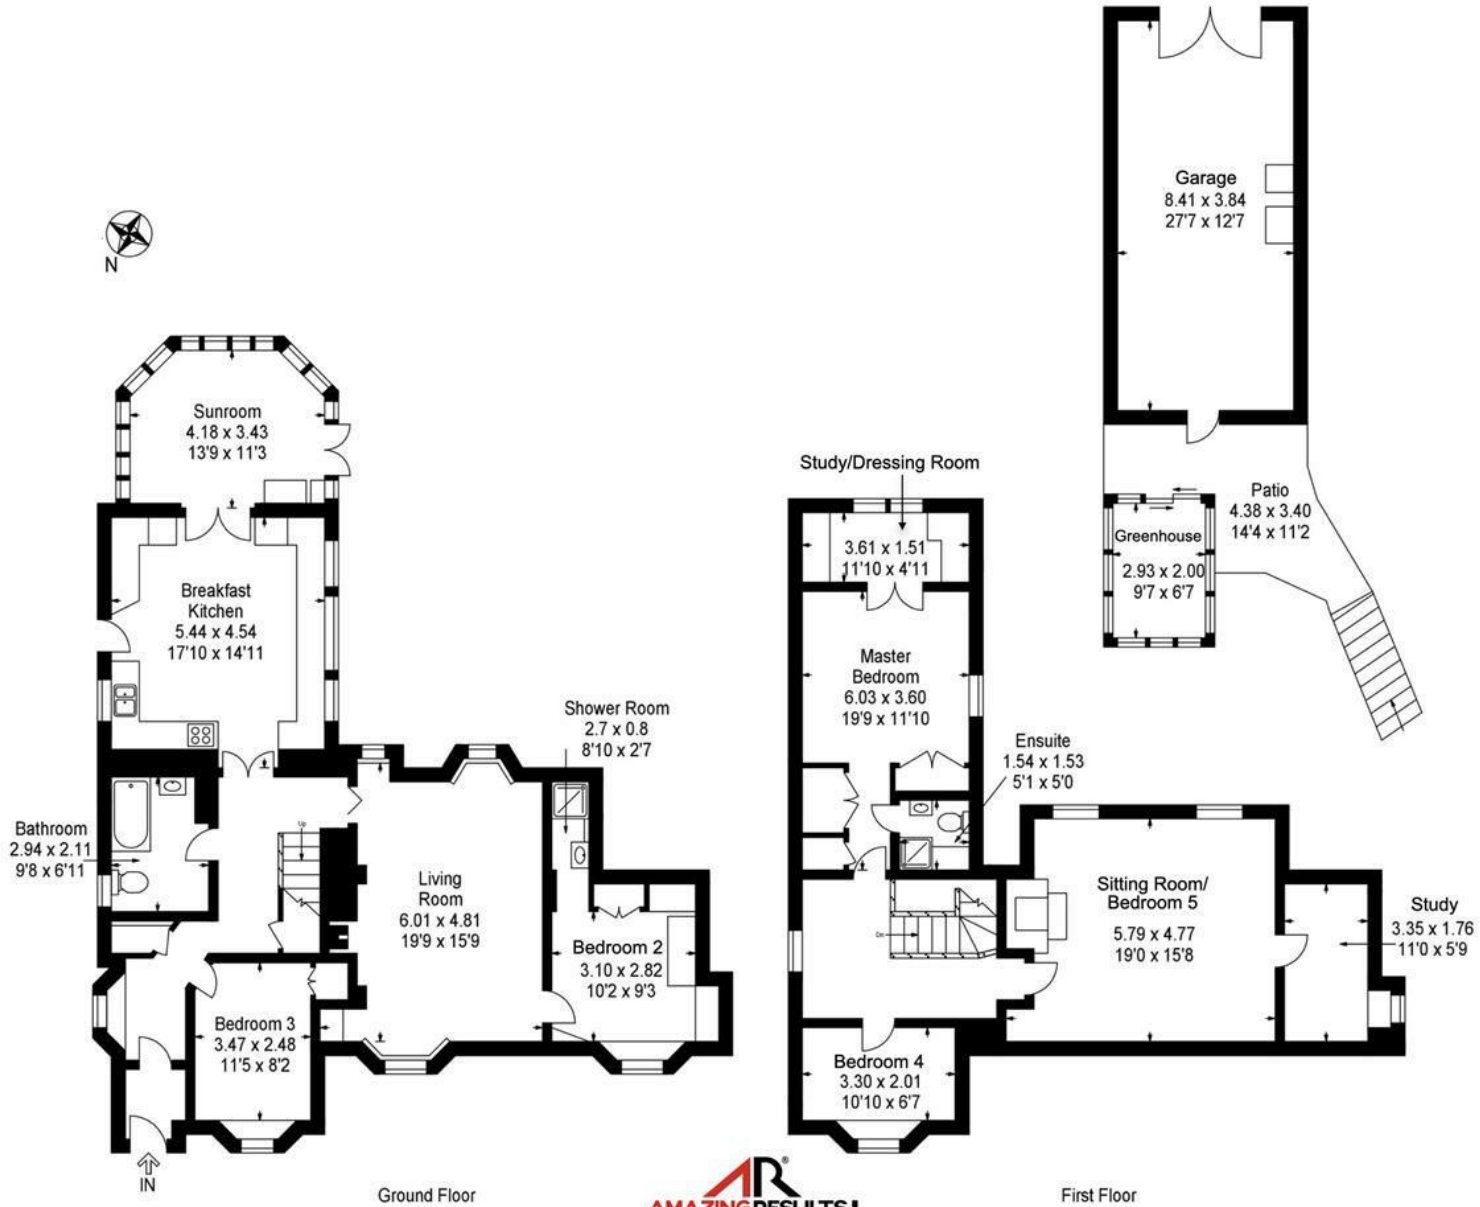 Garage
8.41 x 3.84
27'7 x 12'7
N
Sunroom
4.18 x 3.43
13'9 x 11'3
Study/Dressing Room
3.61 x 1.51
11'10 x 4'11
Patio
4.38 x 3.40
14'4 x 11'2
Greenhouse
2.93 x 2.00
9'7 x 6'7
Breakfast
Kitchen
5.44 x 4.54
17'10 x 14'11
Master
Bedroom
6.03 x 3.60
19'9 x 11'10
Shower Room
2.7 x 0.8
8'10 x 2'7
Ensuite
1.54 x 1.53
5'1 x 5'0
Bathroom
2.94 x 2.11
9'8 x 6'11
Up
Living
Room
6.01 x 4.81
19'9 x 15'9
Bedroom 2
3.10 x 2.82
10'2 x 9'3
Dn
Sitting Room/
Bedroom 5
5.79 x 4.77
19'0 x 15'8
Study
3.35 x 1.76
11'0 x 5'9
Bedroom 3
3.47 x 2.48
11'5 x 8'2
Bedroom 4
3.30 x 2.01
10'10 x 6'7
IN
Ground Floor
AR®
AMAZING RESULTS!
First Floor